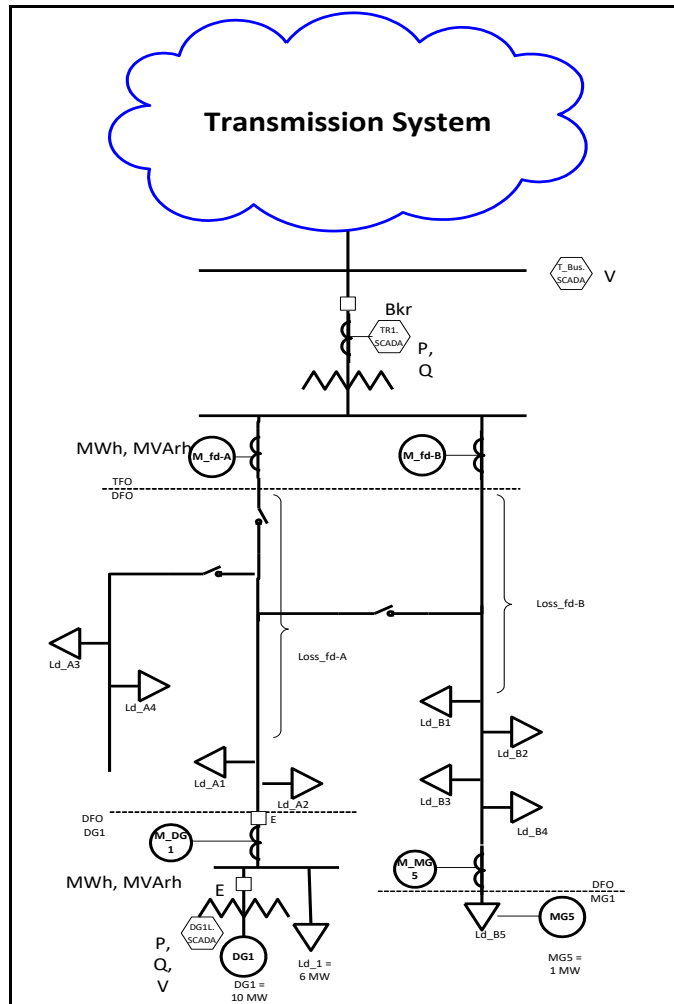 Transmission System
T_Bus.
SCADA
V
Bkr
TR1.
SCADA
P,
Q
MWh, MVArh
M_fd-A
M_fd-B
TFO
DFO
Loss_fd-B
Loss_fd-A
Ld_A3
Ld_A4
Ld_B1
Ld_B2
Ld_A1
Ld_B3
Ld_A2
Ld_B4
DFO
DG1
E
M_DG
1
M_MG
5
MWh, MVArh
E
DFO
MG1
DG1L.
SCADA
P,
Q,
V
DG1
DG1 =
10 MW
Ld_1 =
6 MW
Ld_B5
MG5
MG5 =
1 MW